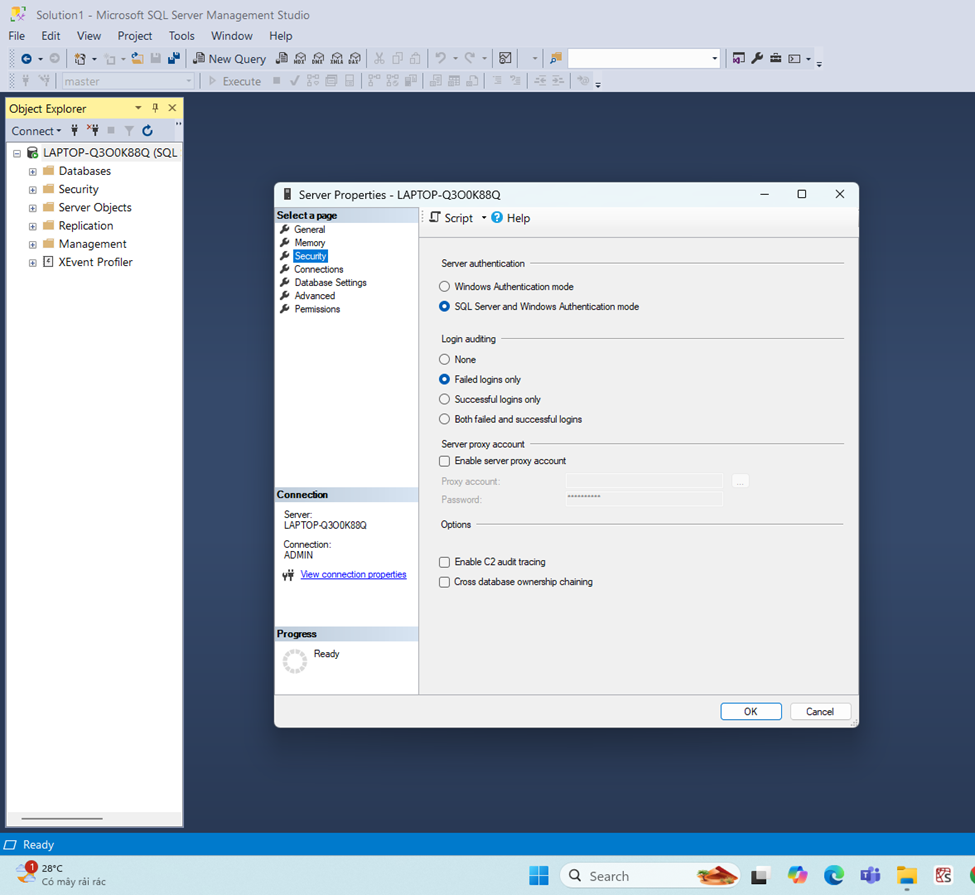 Solution1 - Microsoft SQL Server Management Studio
File Edit View Project Tools Window Help
New Query
master Execute
Object Explorer
Connect
LAPTOP-Q3O0K88Q (SQL
Databases
Security
Server Objects
Replication
Management
XEvent Profiler
Server Properties - LAPTOP-Q3O0K88Q
Select a page
General
Memory
Security
Connections
Database Settings
Advanced
Permissions
Connection
Server:
LAPTOP-Q3O0K88Q
Connection:
ADMIN
View connection properties
Progress
Ready
Script Help
Server authentication
Windows Authentication mode
SQL Server and Windows Authentication mode
Login auditing
None
Failed logins only
Successful logins only
Both failed and successful logins
Server proxy account
Enable server proxy account
Proxy account: ...
Password: **********
Options
Enable C2 audit tracing
Cross database ownership chaining
OK Cancel
Ready
1
28°C
Có mây rải rác
Search